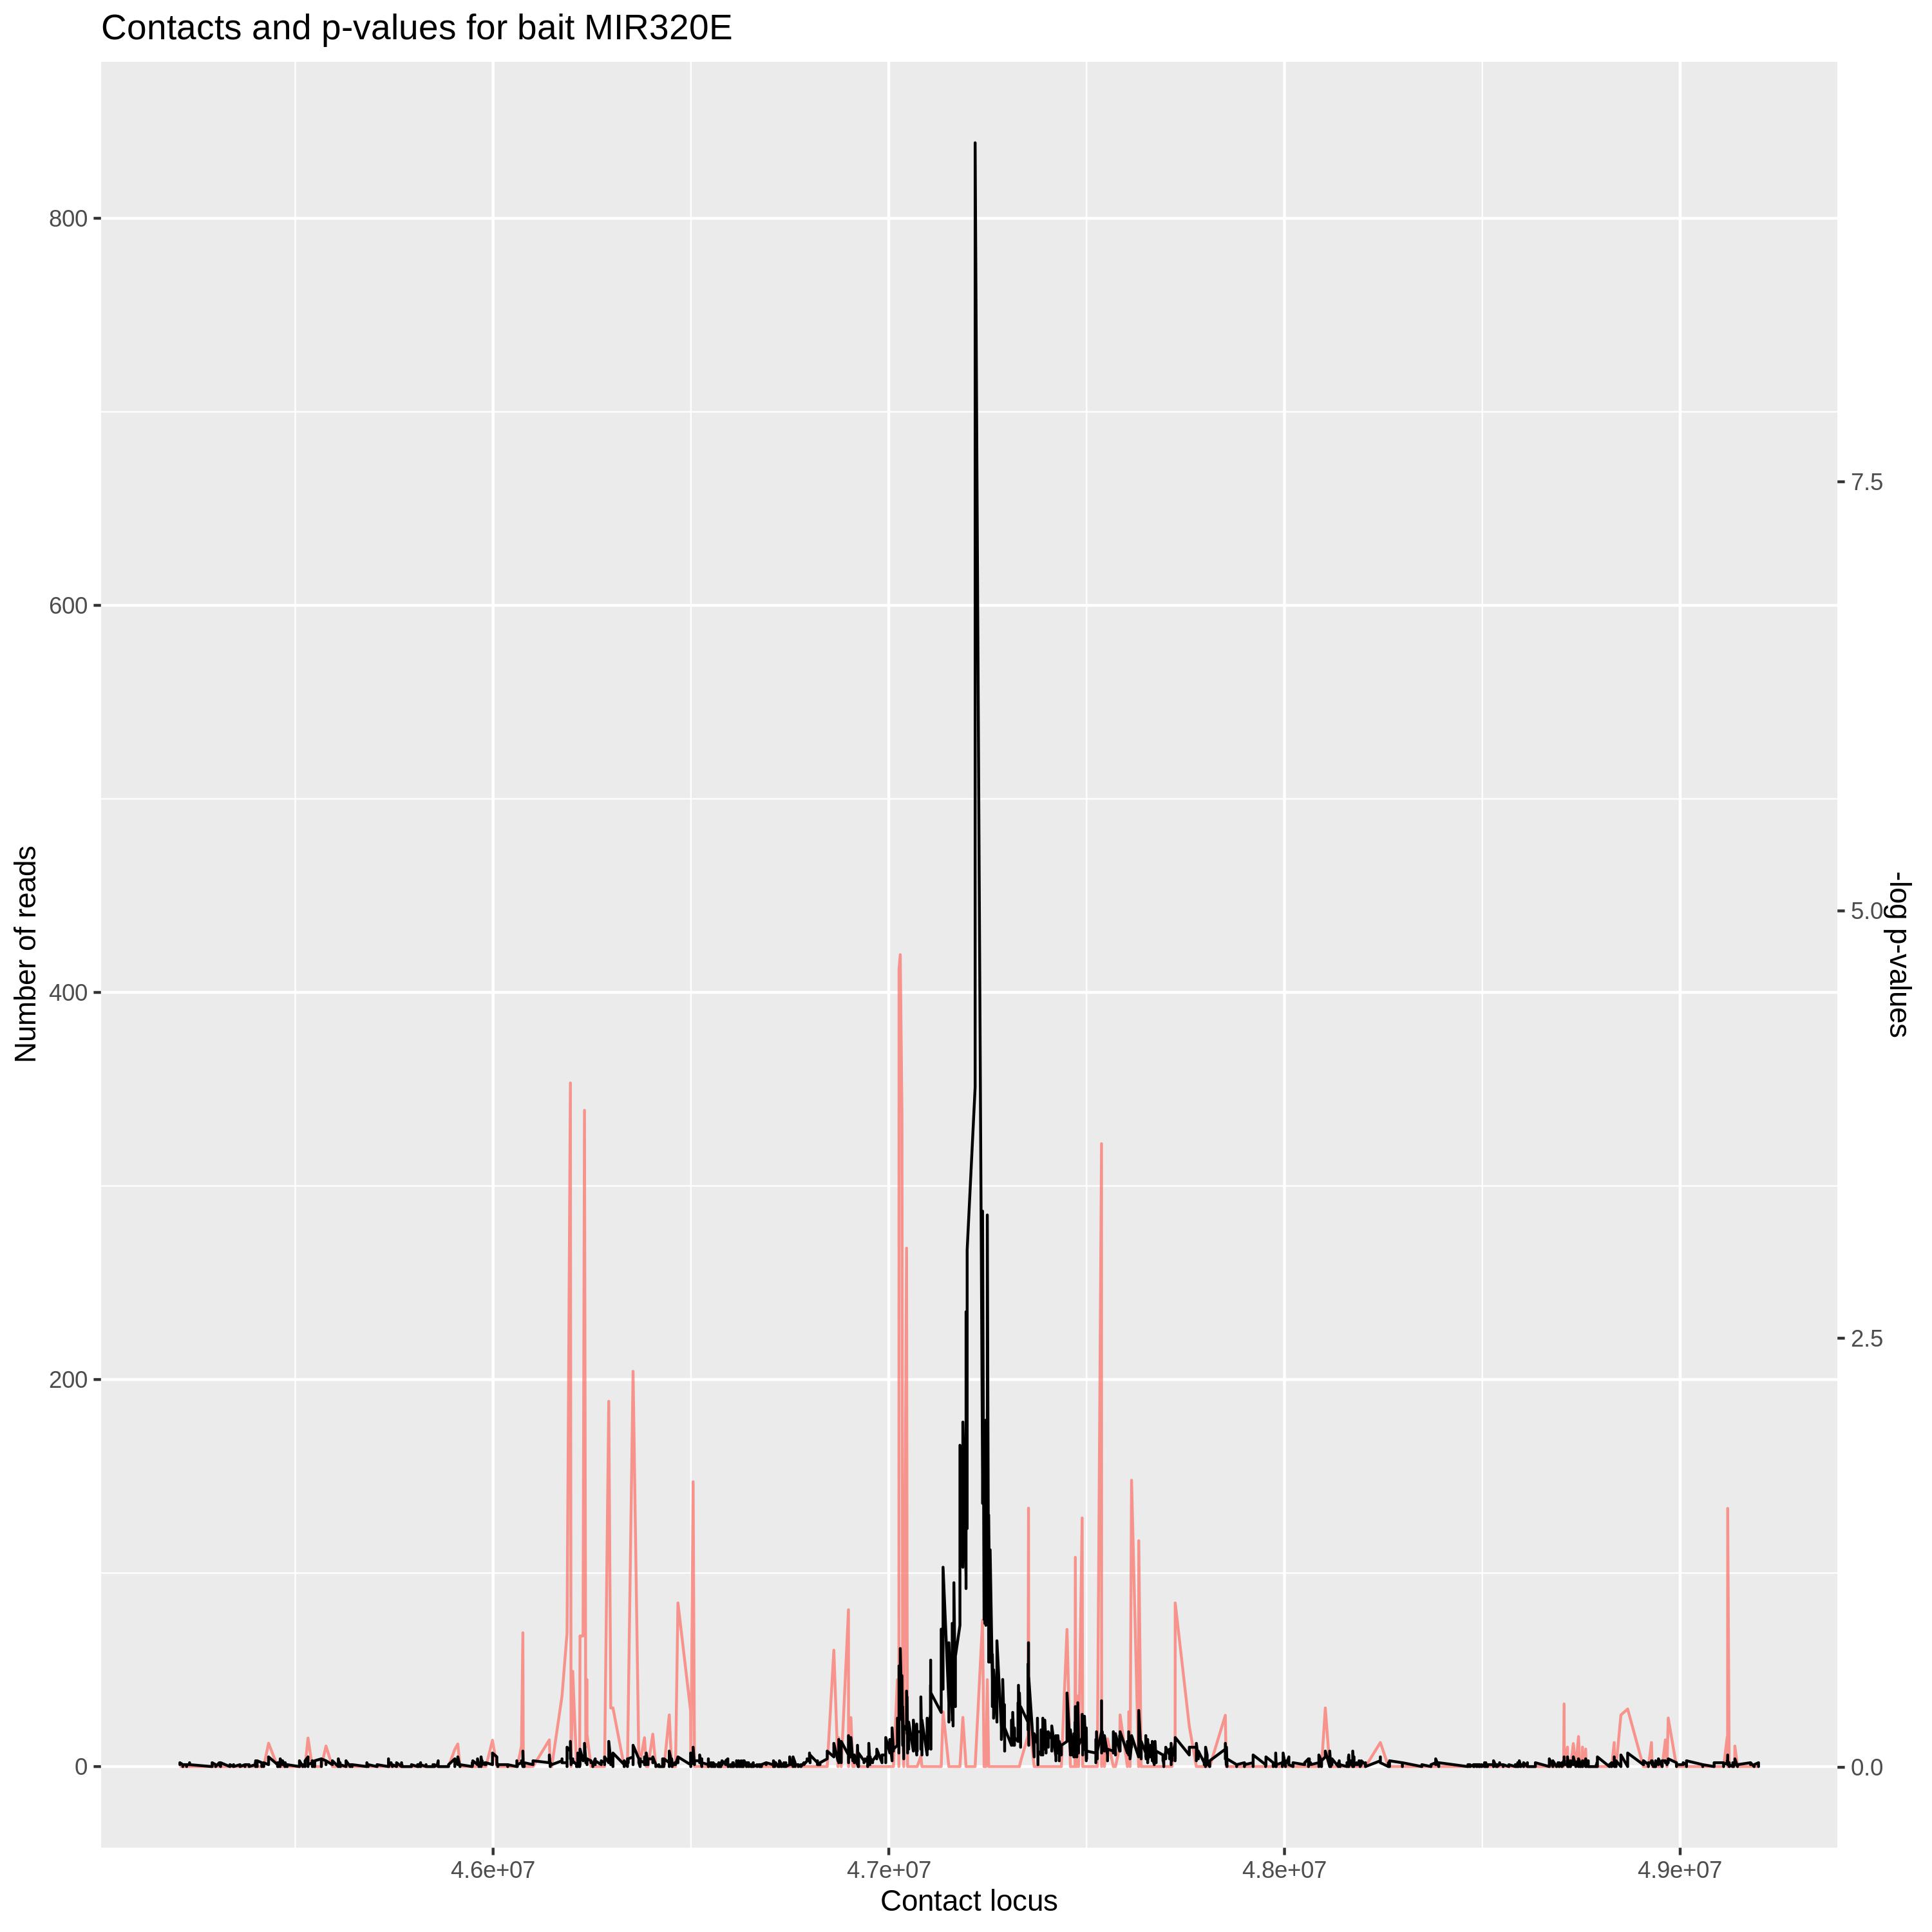 Contacts and p-values for bait MIR320E
800
600
400
200
0
Number of reads
7.5
5.0
2.5
0.0
-log p-values
4.6e+07
4.7e+07
4.8e+07
4.9e+07
Contact locus